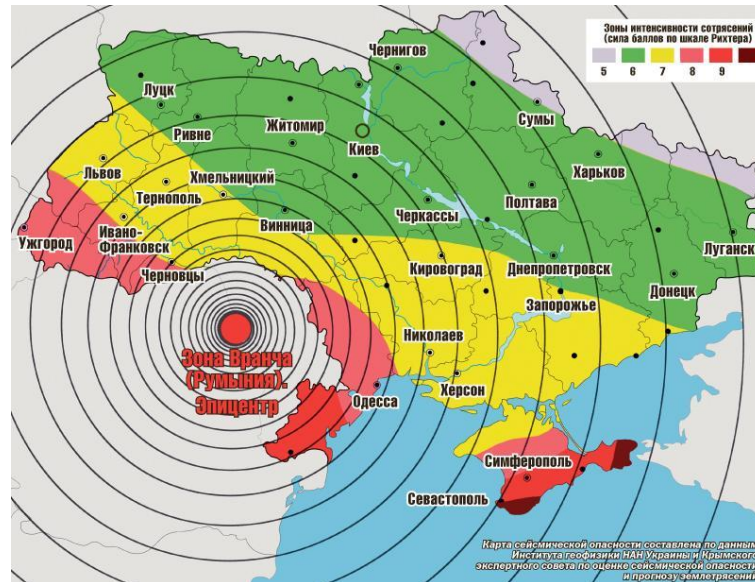 Зоны интенсивности сотрясений
(сила баллов по шкале Рихтера)
5 6 7 8 9
Чернигов
Луцк
Ривне
Житомир
Киев
Сумы
Харьков
Львов
Хмельницкий
Тернополь
Полтава
Черкассы
Винница
Ужгород
Ивано-
Франковск
Черновцы
Кировоград
Днепропетровск
Луганск
Донецк
Запорожье
Николаев
Зона Вранча
(Румыния).
Эпицентр
Одесса
Херсон
Симферополь
Севастополь
Карта сейсмической опасности составлена по данным
Института геофизики НАН Украины и Крымского
экспертного совета по оценке сейсмической опасности
и прогнозу землетрясений